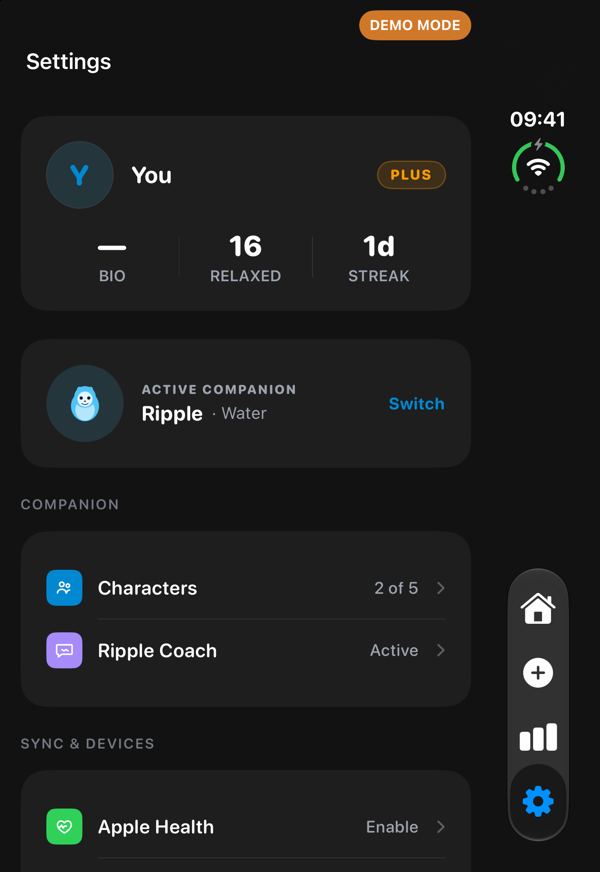 DEMO MODE
Settings
09:41
Y
You
PLUS
—
16
1d
BIO
RELAXED
STREAK
ACTIVE COMPANION
Ripple · Water
Switch
COMPANION
Characters
2 of 5
Ripple Coach
Active
SYNC & DEVICES
Apple Health
Enable